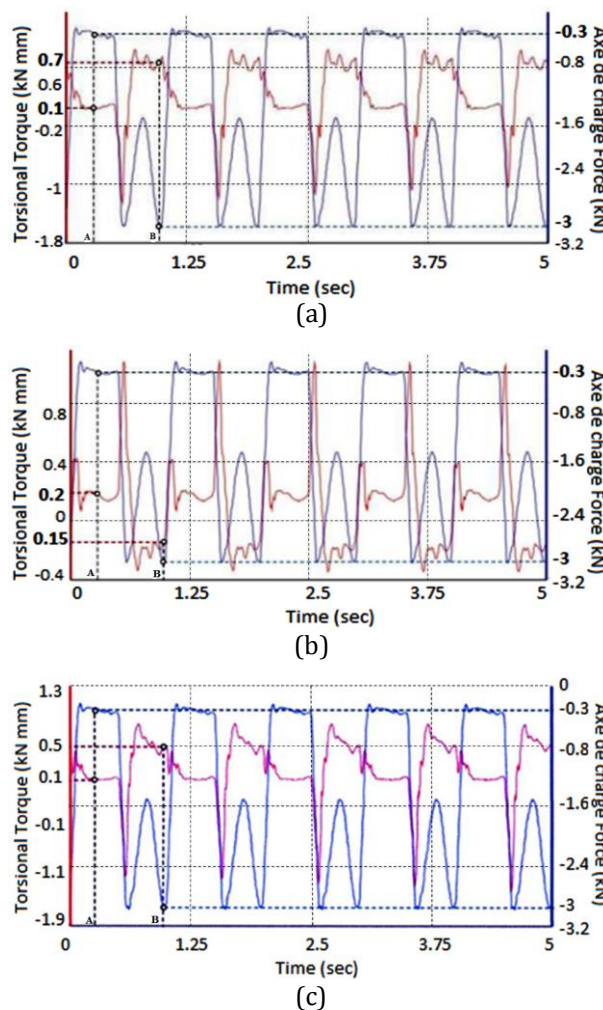 Torsional Torque (kN mm)
0.7
0.6
0.1
-0.2
-1
-1.8
-0.3
-0.8
-1.6
-2.4
-3
-3.2
Axe de charge Force (kN)
A
B
0
1.25
2.5
3.75
5
Time (sec)
(a)
Torsional Torque (kN mm)
0.8
0.4
0.2
0
0.15
-0.4
-0.3
-0.8
-1.6
-2.4
-3
-3.2
Axe de charge Force (kN)
A
B
0
1.25
2.5
3.75
5
Time (sec)
(b)
Torsional Torque (kN mm)
1.3
0.5
0.1
-0.1
-1.1
-1.9
0
-0.3
-0.8
-1.6
-2.4
-3
-3.2
Axe de charge Force (kN)
A
B
0
1.25
2.5
3.75
5
Time (sec)
(c)